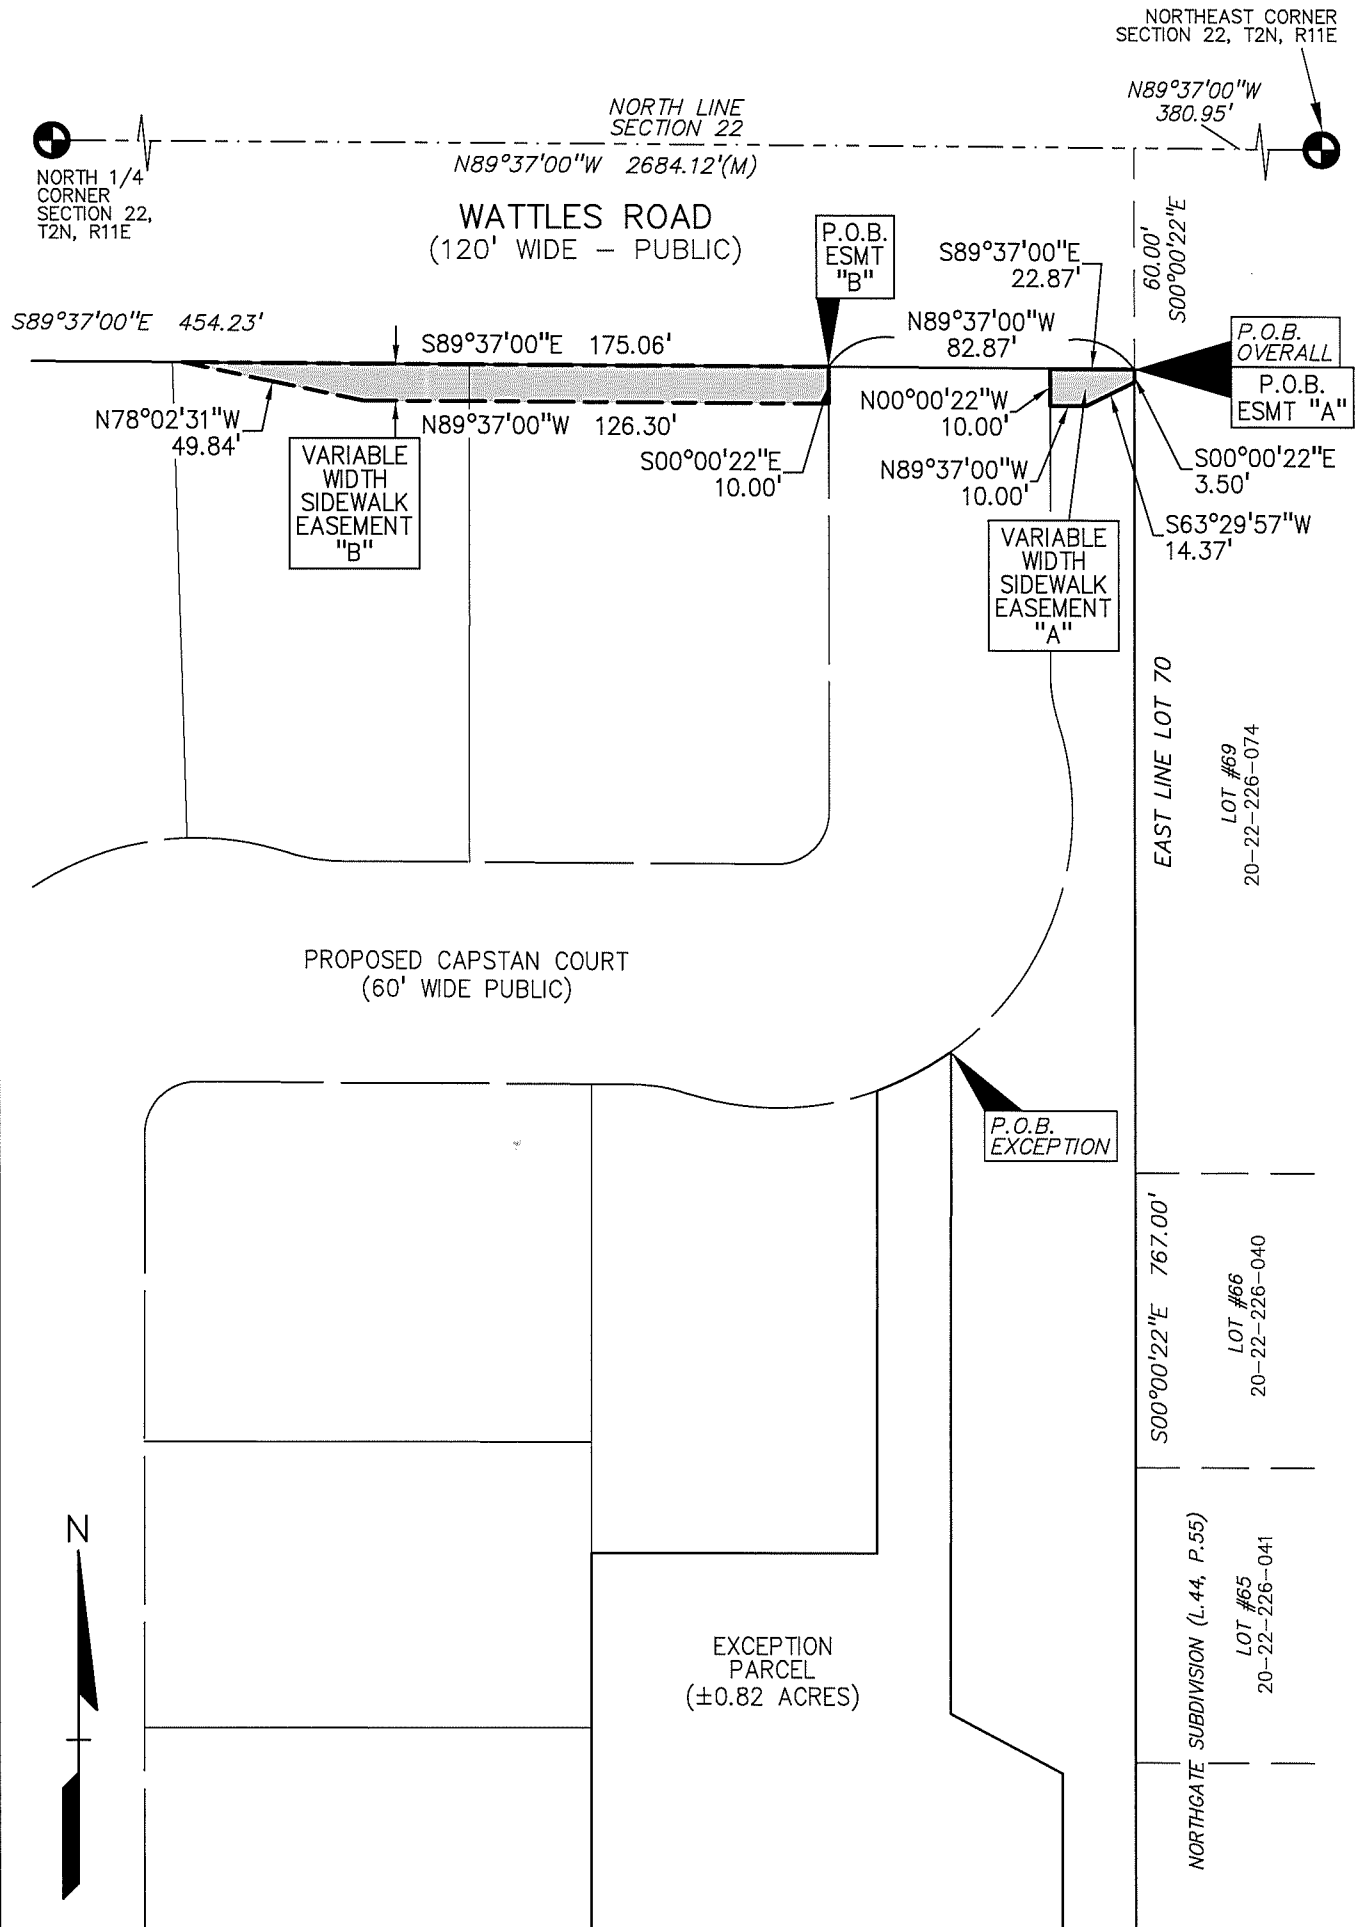 NORTHEAST CORNER
SECTION 22, T2N, R11E
N89°37'00"W
380.95'
NORTH LINE
SECTION 22
N89°37'00"W 2684.12'(M)
NORTH 1/4
CORNER
SECTION 22,
T2N, R11E
WATTLES ROAD
(120' WIDE – PUBLIC)
P.O.B.
ESMT
"B"
S89°37'00"E
22.87'
60.00'
S00°00'22"E
S89°37'00"E 454.23'
S89°37'00"E 175.06'
N89°37'00"W
82.87'
P.O.B.
OVERALL
P.O.B.
ESMT "A"
N78°02'31"W
49.84'
N89°37'00"W 126.30'
S00°00'22"E
10.00'
N00°00'22"W
10.00'
N89°37'00"W
10.00'
S00°00'22"E
3.50'
S63°29'57"W
14.37'
VARIABLE
WIDTH
SIDEWALK
EASEMENT
"B"
VARIABLE
WIDTH
SIDEWALK
EASEMENT
"A"
EAST LINE LOT 70
LOT #69
20-22-226-074
PROPOSED CAPSTAN COURT
(60' WIDE PUBLIC)
P.O.B.
EXCEPTION
S00°00'22"E 767.00'
LOT #66
20-22-226-040
N
NORTHGATE SUBDIVISION (L.44, P.55)
LOT #65
20-22-226-041
EXCEPTION
PARCEL
(±0.82 ACRES)